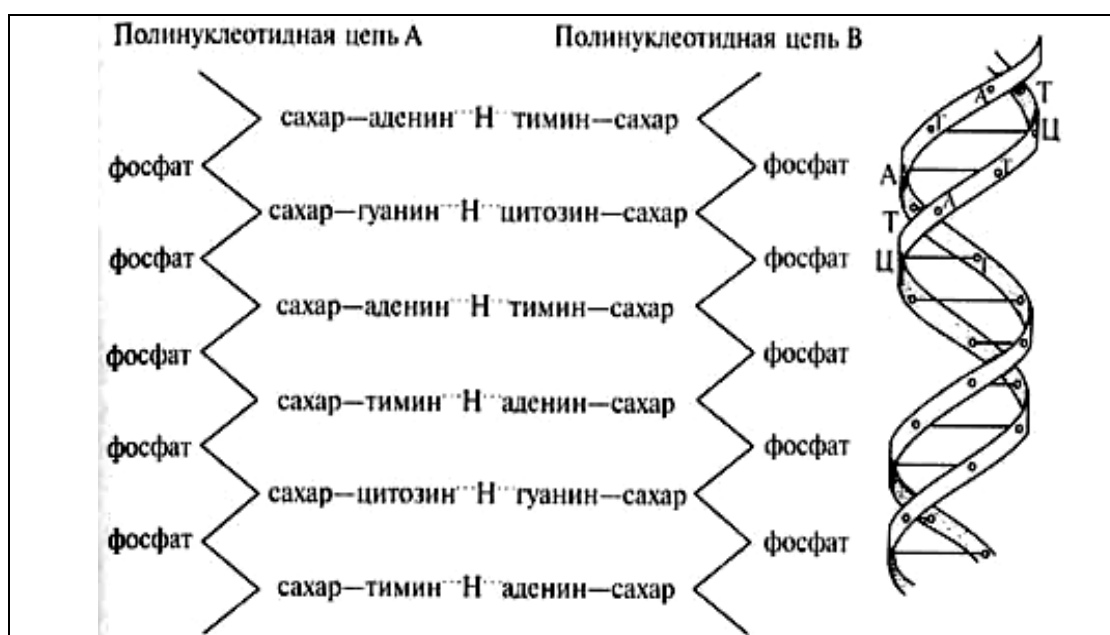 Полинуклеотидная цепь А Полинуклеотидная цепь В
сахар—аденин···Н···тимин—сахар
фосфат фосфат
сахар—гуанин···Н···цитозин—сахар
фосфат фосфат
сахар—аденин···Н···тимин—сахар
фосфат фосфат
сахар—тимин···Н···аденин—сахар
фосфат фосфат
сахар—цитозин···Н···гуанин—сахар
фосфат фосфат
сахар—тимин···Н···аденин—сахар
А Т
Г Ц
А Т
Т А
Ц